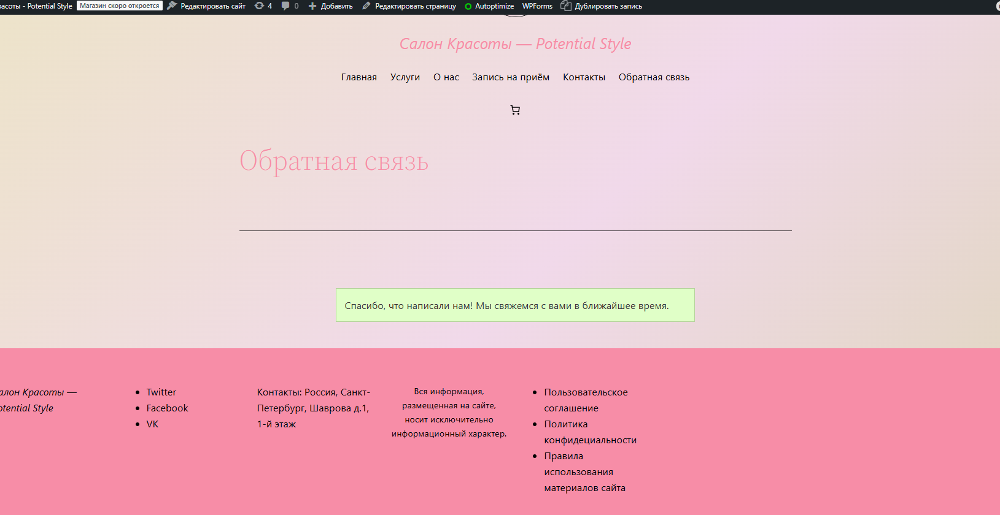 расоты - Potential Style Магазин скоро откроется Редактировать сайт 4 0 Добавить Редактировать страницу Autoptimize WPForms Дублировать запись
Салон Красоты — Potential Style
Главная Услуги О нас Запись на приём Контакты Обратная связь
Обратная связь
Спасибо, что написали нам! Мы свяжемся с вами в ближайшее время.
алон Красоты —
otential Style
Twitter
Facebook
VK
Контакты: Россия, Санкт-
Петербург, Шаврова д.1,
1-й этаж
Вся информация,
размещенная на сайте,
носит исключительно
информационный характер.
Пользовательское
соглашение
Политика
конфидециальности
Правила
использования
материалов сайта